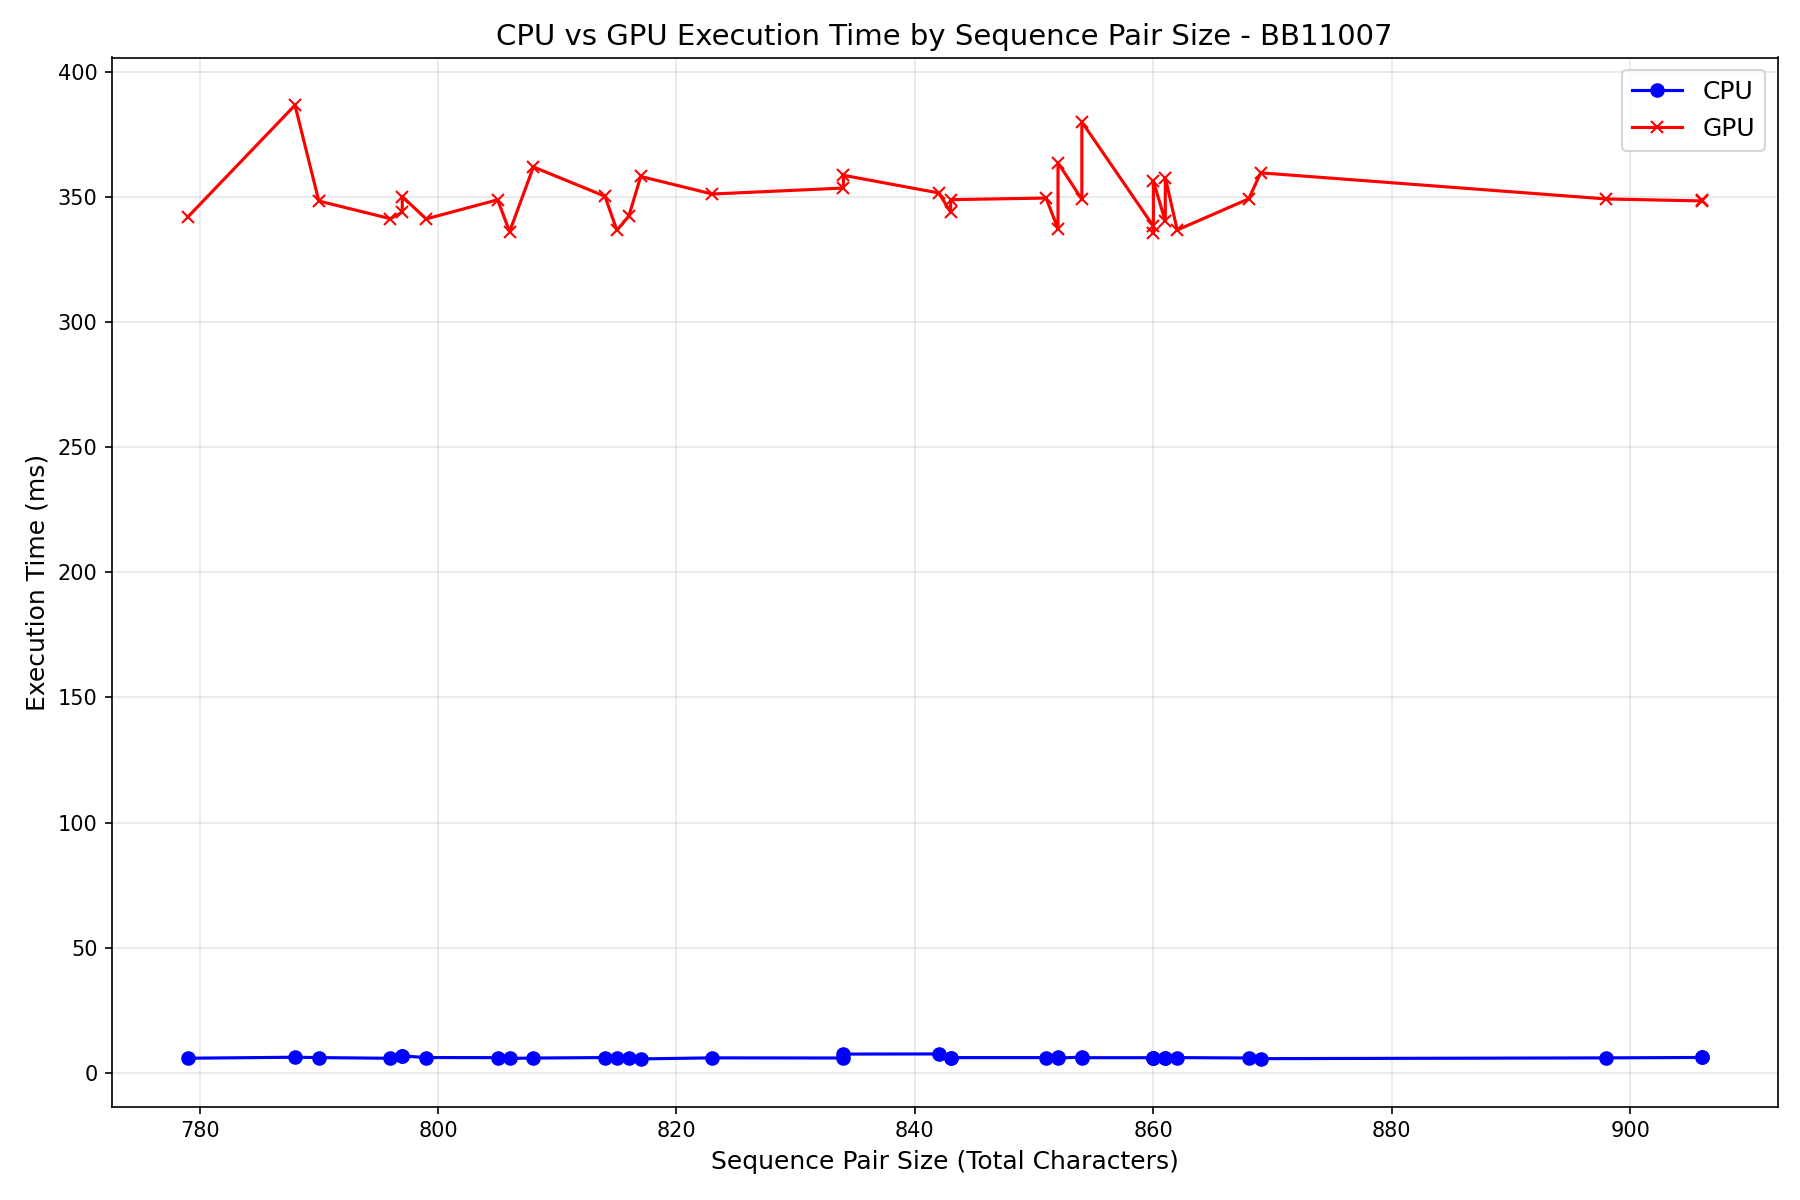 CPU vs GPU Execution Time by Sequence Pair Size - BB11007
CPU
GPU
400
350
300
250
200
150
100
50
0
Execution Time (ms)
780 800 820 840 860 880 900
Sequence Pair Size (Total Characters)